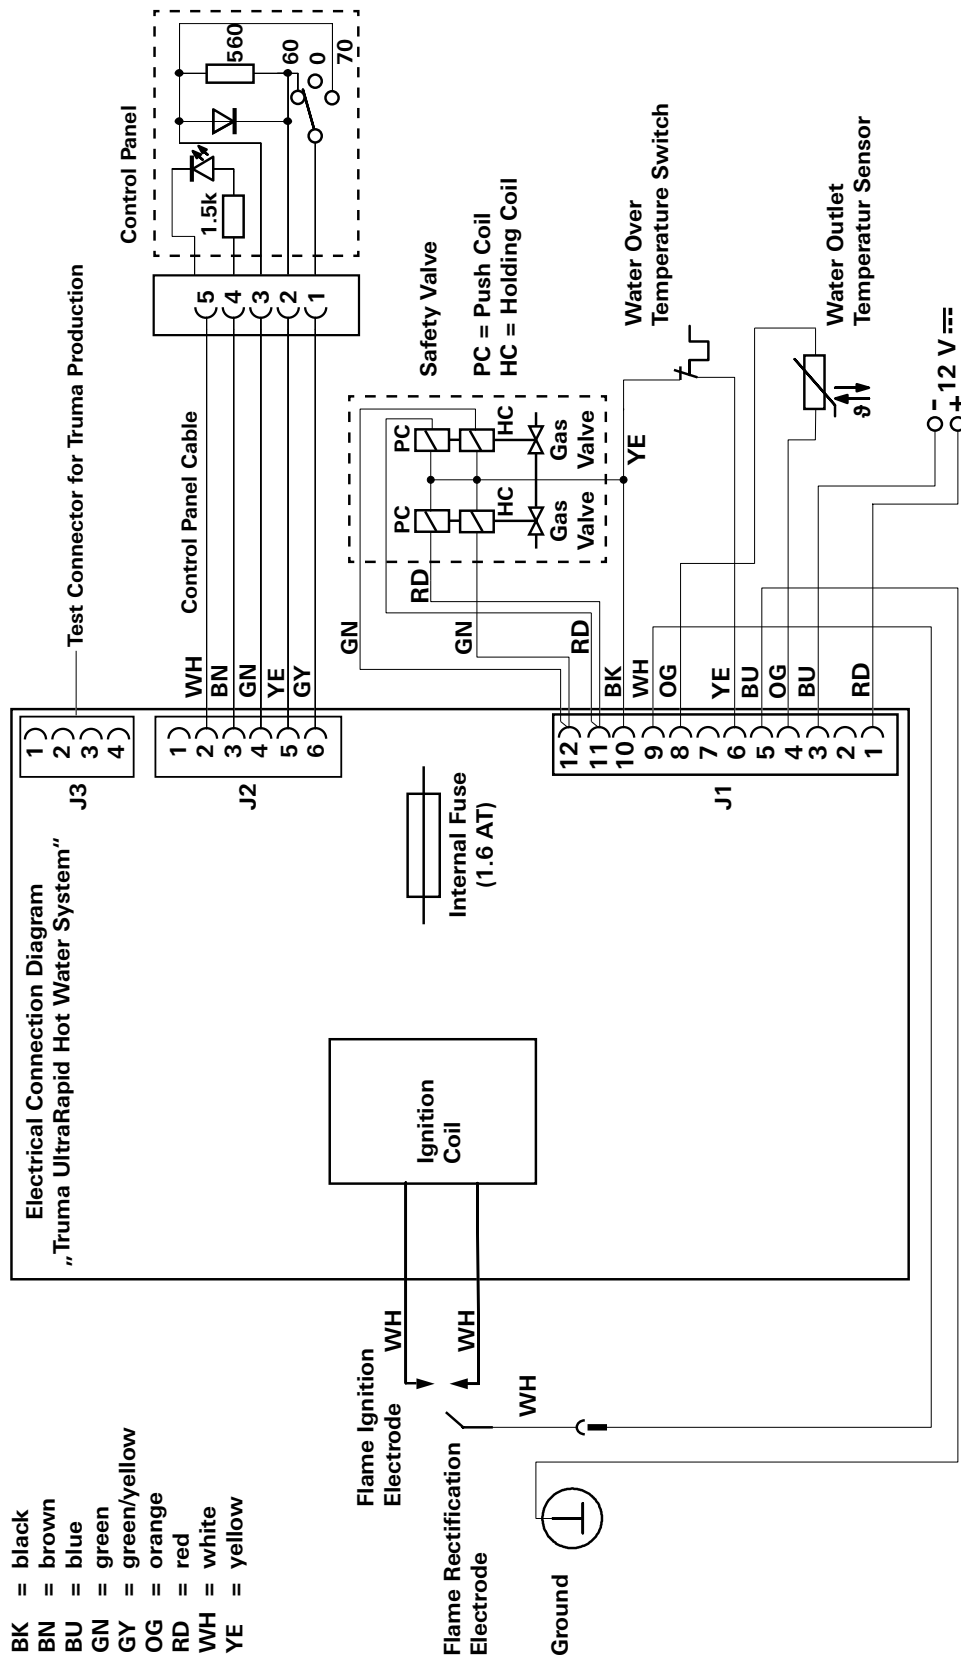 Electrical Connection Diagram
„Truma UltraRapid Hot Water System“
J3
1
2
3
4
Test Connector for Truma Production
J2
1
2
3
4
5
6
WH
BN
GN
YE
GY
Control Panel Cable
5
4
3
2
1
Control Panel
1.5k
560
60
0
70
Internal Fuse
(1.6 AT)
Ignition
Coil
WH
WH
Flame Ignition
Electrode
Flame Rectification
Electrode
WH
Ground
GN
RD
GN
RD
PC
PC
HC
HC
Gas
Valve
Gas
Valve
Safety Valve
PC = Push Coil
HC = Holding Coil
YE
Water Over
Temperature Switch
Water Outlet
Temperatur Sensor
ϑ
- 12 V
+
J1
12
11
10
9
8
7
6
5
4
3
2
1
BK
WH
OG
YE
BU
OG
BU
RD
BK = black
BN = brown
BU = blue
GN = green
GY = green/yellow
OG = orange
RD = red
WH = white
YE = yellow